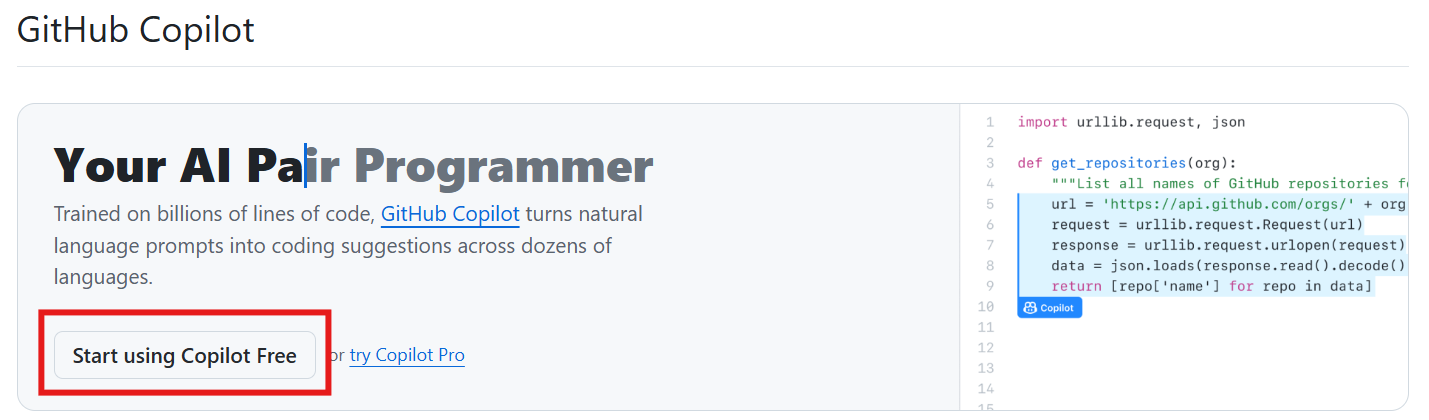 GitHub Copilot
Your AI Pair Programmer
Trained on billions of lines of code, GitHub Copilot turns natural
language prompts into coding suggestions across dozens of
languages.
Start using Copilot Free or try Copilot Pro
1 import urllib.request, json
2
3 def get_repositories(org):
4 """List all names of GitHub repositories fo
5 url = 'https://api.github.com/orgs/' + org
6 request = urllib.request.Request(url)
7 response = urllib.request.urlopen(request)
8 data = json.loads(response.read().decode()
9 return [repo['name'] for repo in data]
10 Copilot
11
12
13
14
15